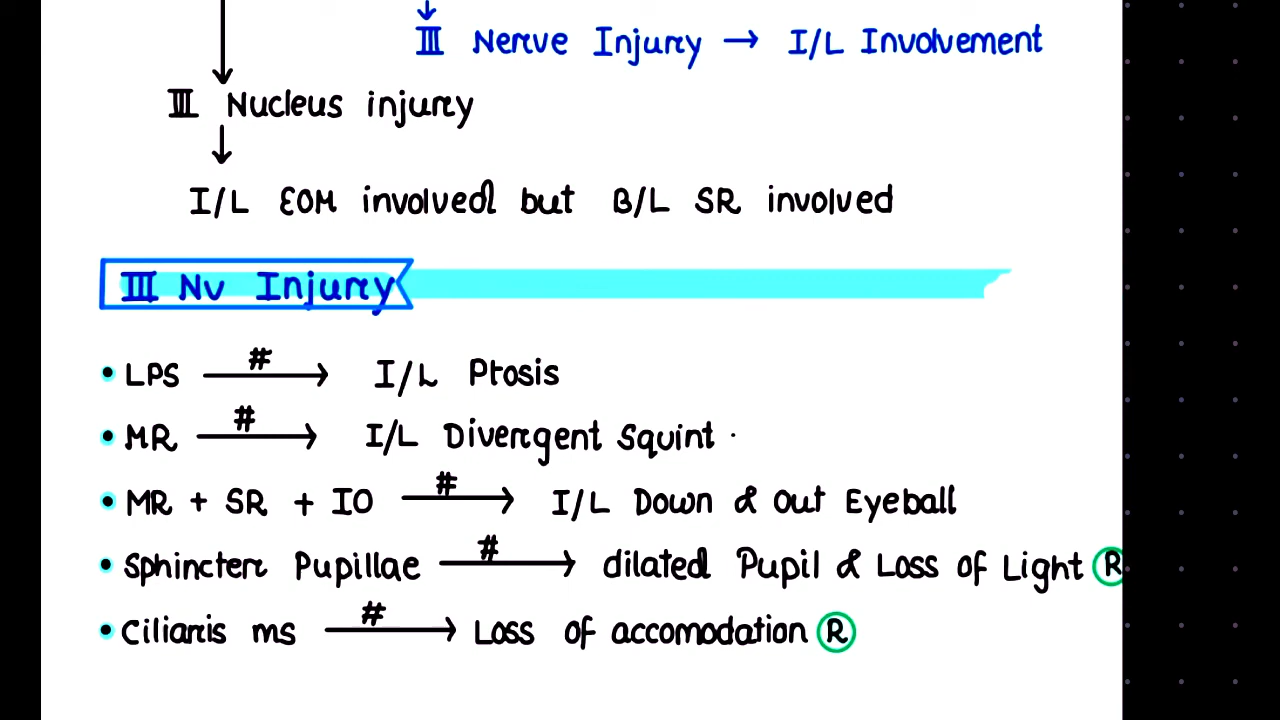 III Nerve Injury → I/L Involvement
III Nucleus injury
I/L EOM involved but B/L SR involved
III Nv Injury
• LPS —#→ I/L Ptosis
• MR —#→ I/L Divergent Squint
• MR + SR + IO —#→ I/L Down & Out Eyeball
• Sphincter Pupillae —#→ dilated Pupil & Loss of Light R
• Ciliaris ms —#→ Loss of accomodation R